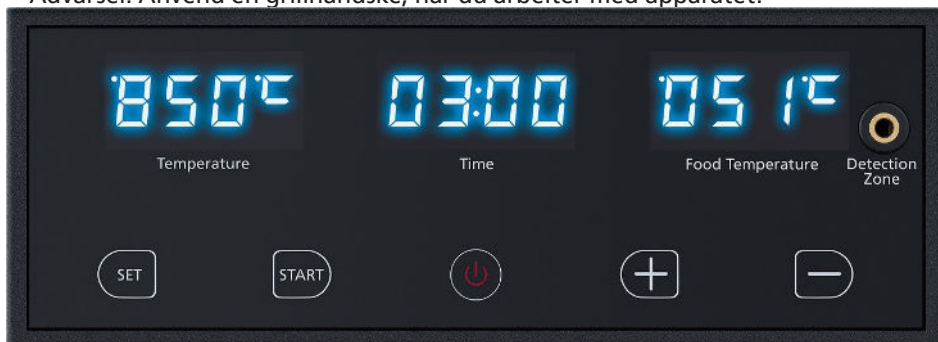 Advarsel: Anvend en grillhandske, når du arbejder med apparatet!
850°C
03:00
051°C
Temperature
Time
Food Temperature
Detection
Zone
SET
START